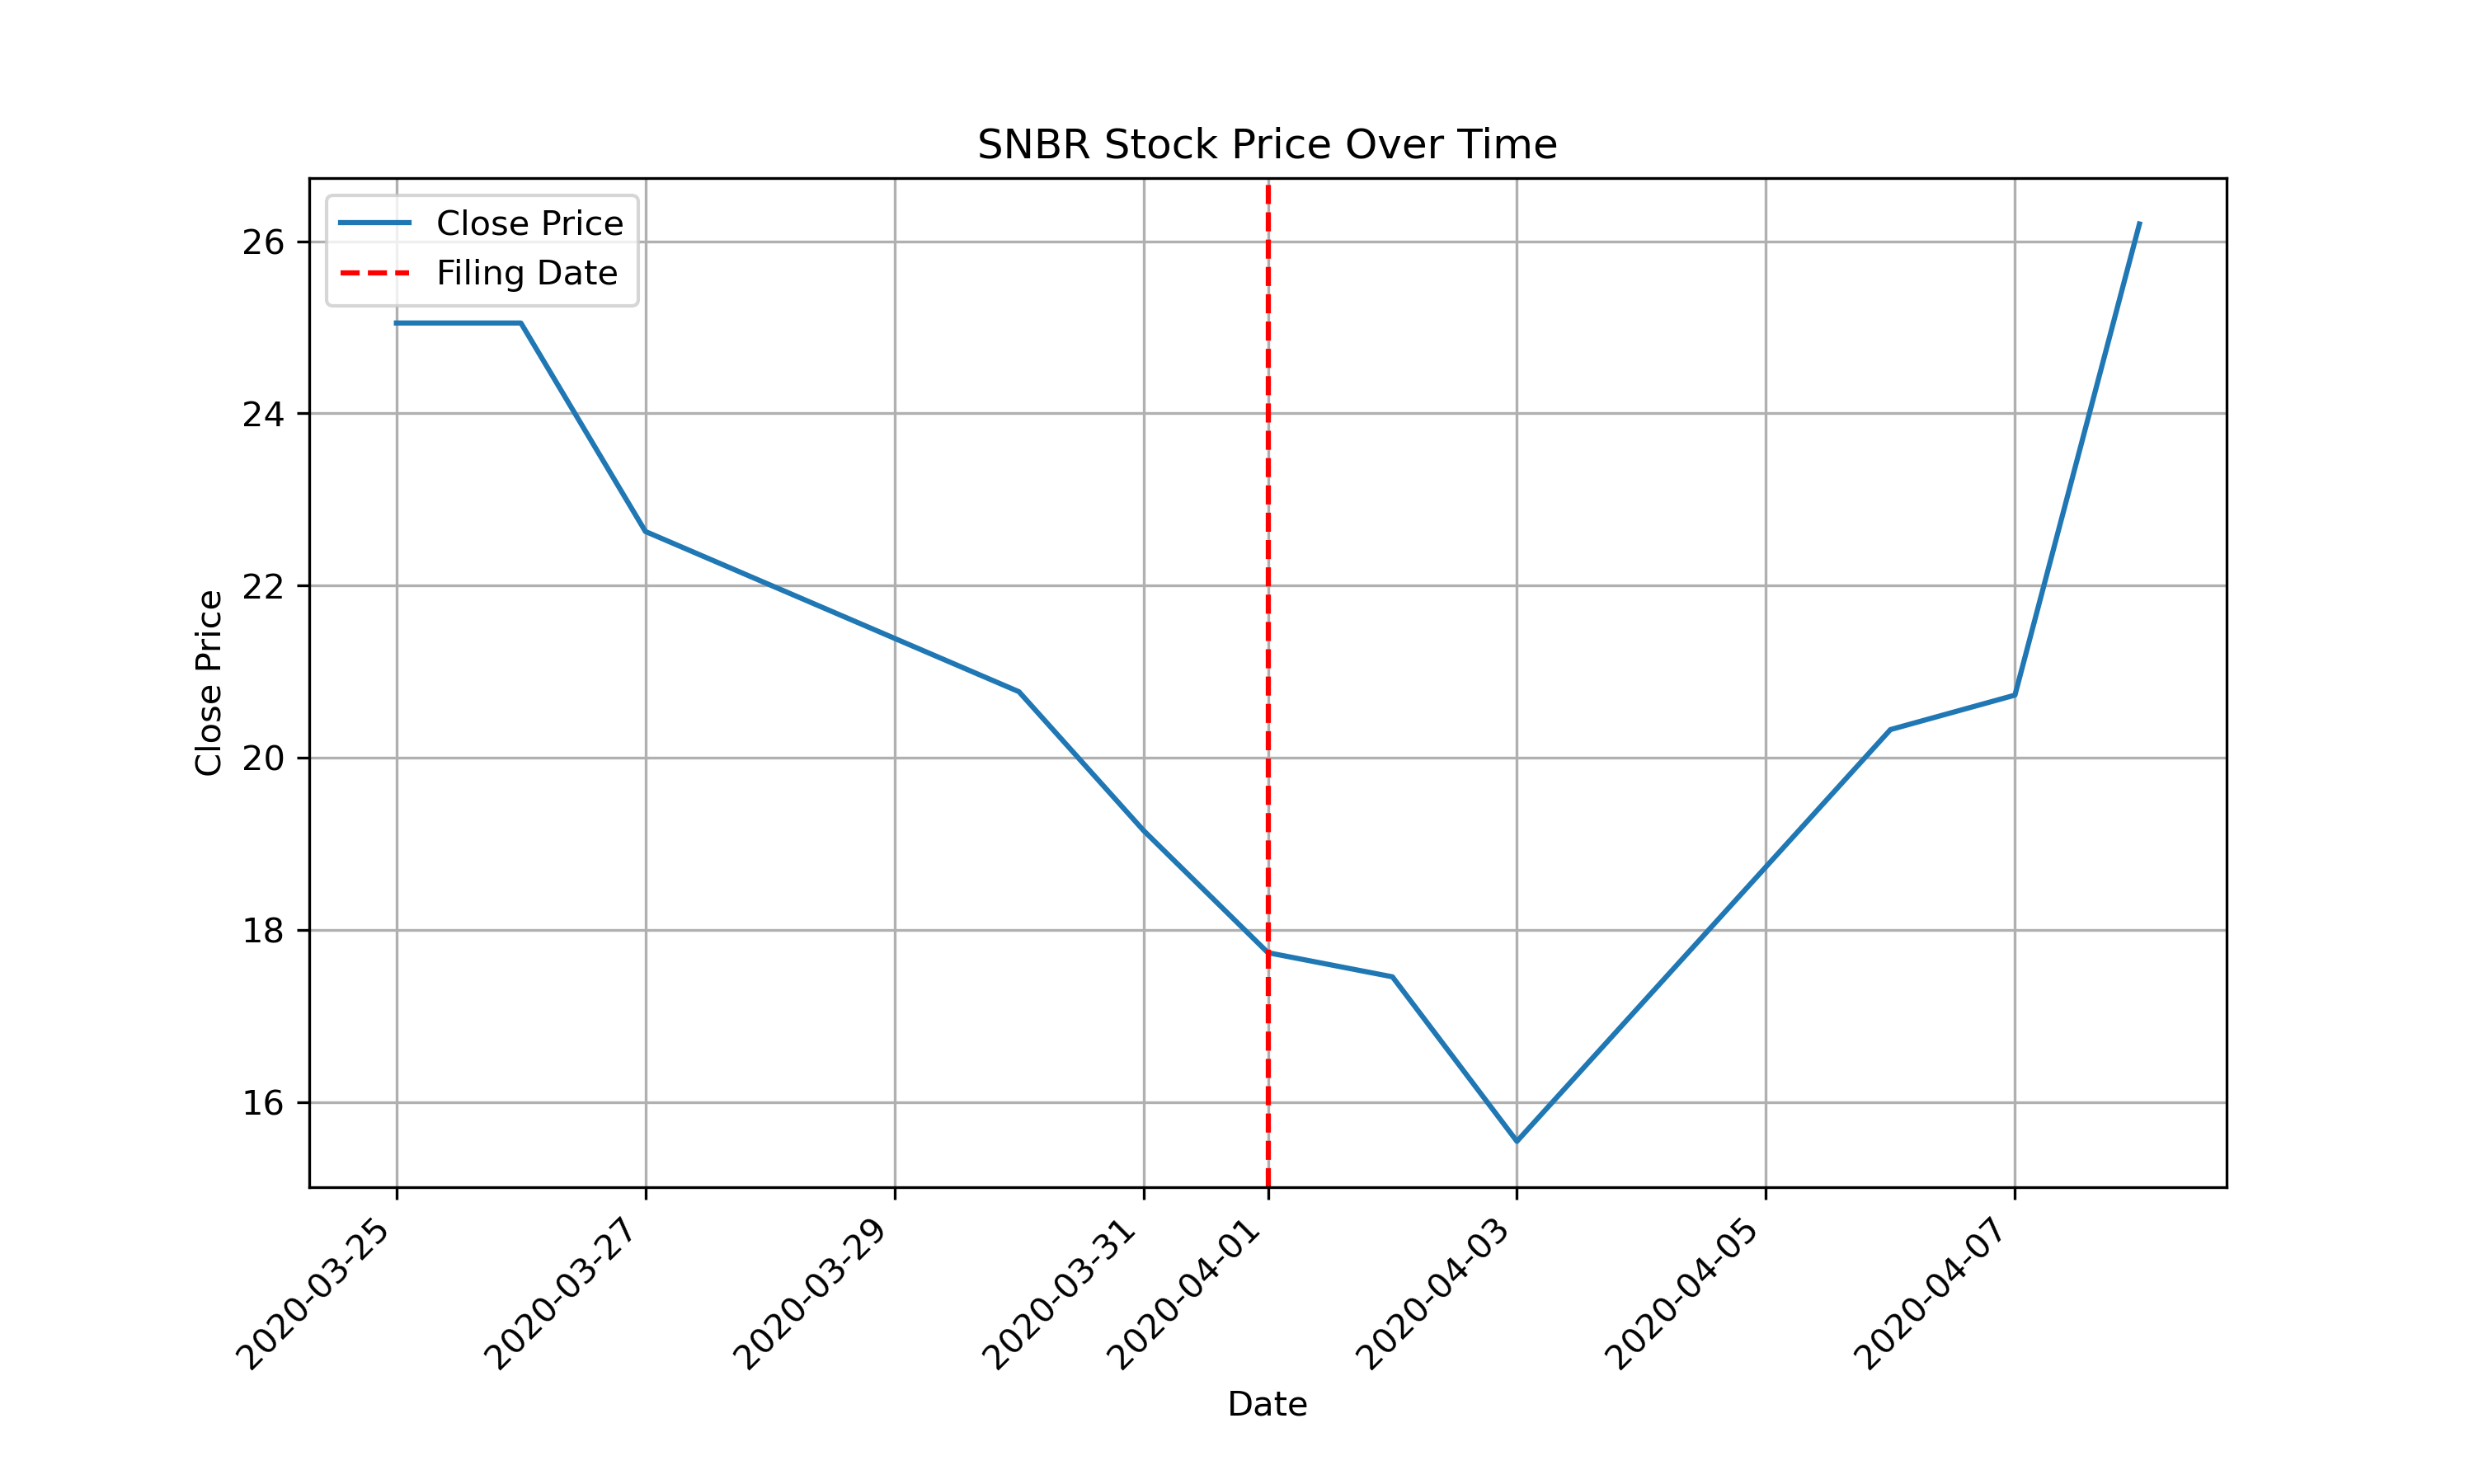 SNBR Stock Price Over Time
Close Price
Filing Date
26
24
22
20
18
16
Close Price
2020-03-25
2020-03-27
2020-03-29
2020-03-31
2020-04-01
2020-04-03
2020-04-05
2020-04-07
Date